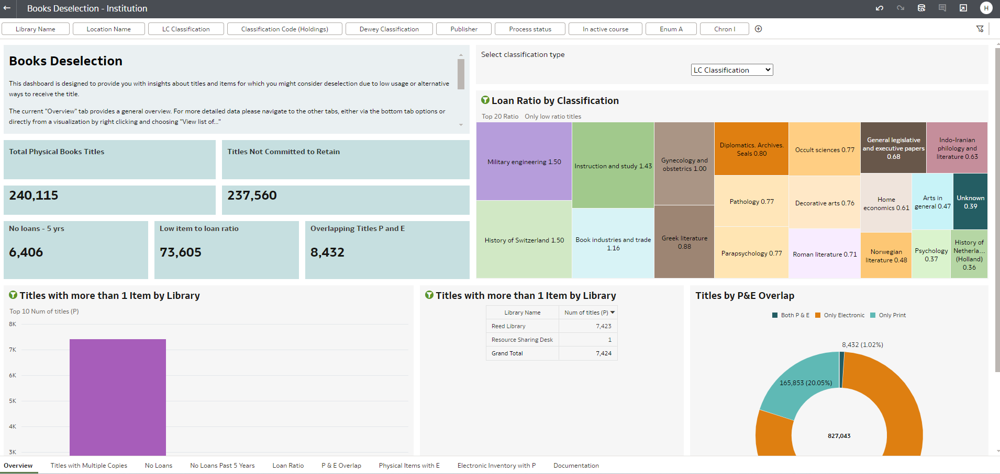 Books Deselection - Institution
H
Library Name
Location Name
LC Classification
Classification Code (Holdings)
Dewey Classification
Publisher
Process status
In active course
Enum A
Chron I
Books Deselection
This dashboard is designed to provide you with insights about titles and items for which you might consider deselection due to low usage or alternative
ways to receive the title.
The current "Overview" tab provides a general overview. For more detailed data please navigate to the other tabs, either via the bottom tab options or
directly from a visualization by right clicking and choosing "View list of..."
Select classification type
LC Classification
Total Physical Books Titles
240,115
Titles Not Committed to Retain
237,560
No loans - 5 yrs
6,406
Low item to loan ratio
73,605
Overlapping Titles P and E
8,432
Loan Ratio by Classification
Top 20 Ratio
Only low ratio titles
Military engineering 1.50
History of Switzerland 1.50
Instruction and study 1.43
Book industries and trade
1.16
Gynecology and
obstetrics 1.00
Greek literature
0.88
Diplomatics. Archives.
Seals 0.80
Pathology 0.77
Parapsychology 0.77
Occult sciences 0.77
Decorative arts 0.76
Roman literature 0.71
General legislative
and executive papers
0.68
Indo-Iranian
philology and
literature 0.63
Home
economics 0.61
Norwegian
literature 0.48
Arts in
general 0.47
Unknown
0.39
Psychology
0.37
History of
Netherla...
(Holland)
0.36
Titles with more than 1 Item by Library
Top 10 Num of titles (P)
8K
7K
6K
5K
4K
3K
Titles with more than 1 Item by Library
Library Name
Num of titles (P)
Reed Library
7,423
Resource Sharing Desk
1
Grand Total
7,424
Titles by P&E Overlap
Both P & E
Only Electronic
Only Print
8,432 (1.02%)
165,853 (20.05%)
827,043
Overview
Titles with Multiple Copies
No Loans
No Loans Past 5 Years
Loan Ratio
P & E Overlap
Physical Items with E
Electronic Inventory with P
Documentation